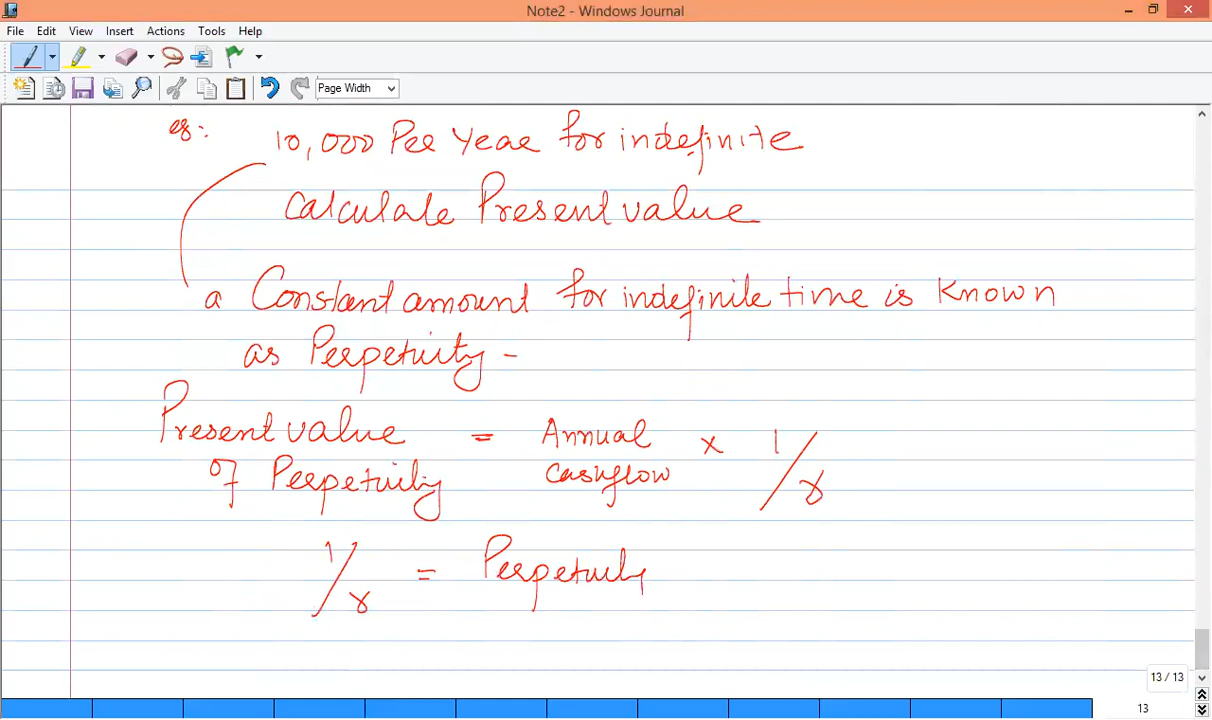 Note2 - Windows Journal
File Edit View Insert Actions Tools Help
Page Width
eg:
10,000 Per Year for indefinite
Calculate Present value
a Constant amount for indefinite time is known
as Perpetuity -
Present value = Annual × 1/r
of Perpetuity cashflow
1/r = Perpetuity
13 / 13
13